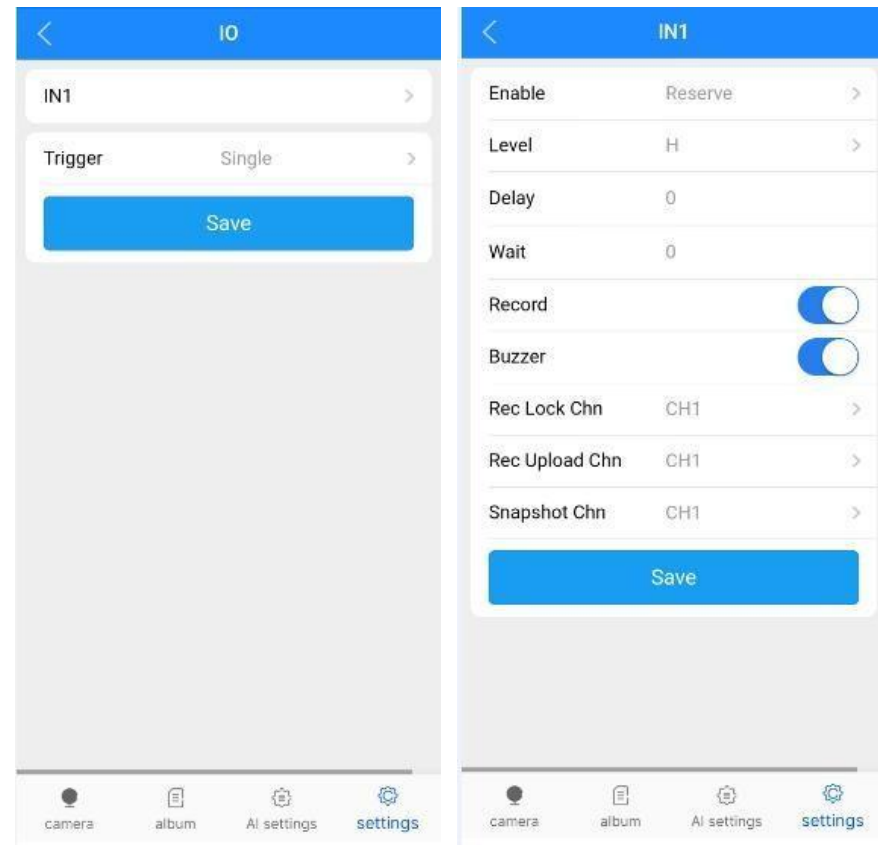 IO
IN1
Trigger Single
Save
camera album AI settings settings
IN1
Enable Reserve
Level H
Delay 0
Wait 0
Record
Buzzer
Rec Lock Chn CH1
Rec Upload Chn CH1
Snapshot Chn CH1
Save
camera album AI settings settings